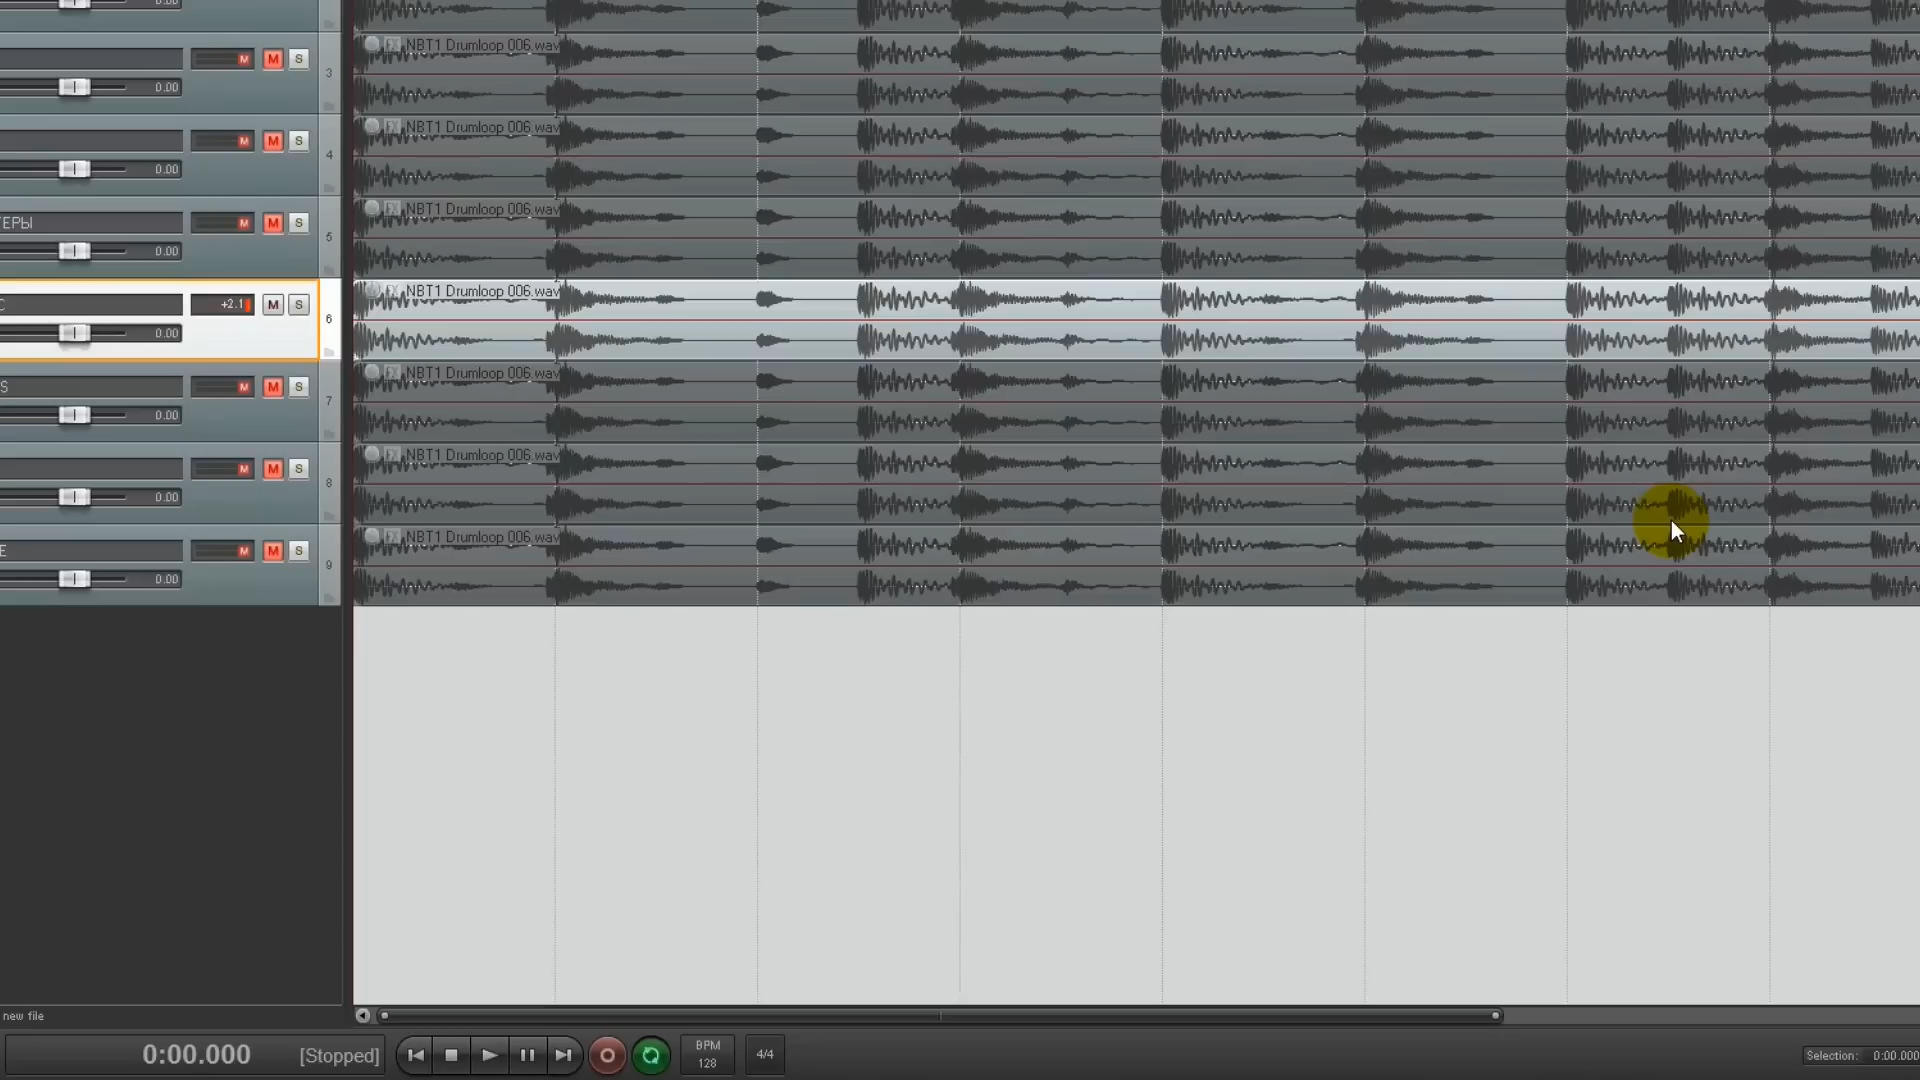 0.00
NBT1 Drumloop 006.wav
M M S
3
0.00
NBT1 Drumloop 006.wav
M M S
4
0.00
NBT1 Drumloop 006.wav
ТЕРЫ M M S
5
0.00
NBT1 Drumloop 006.wav
C +2.1 M S
6
0.00
NBT1 Drumloop 006.wav
S M M S
7
0.00
NBT1 Drumloop 006.wav
M M S
8
0.00
NBT1 Drumloop 006.wav
E M M S
9
0.00
new file
0:00.000 [Stopped]
BPM
128
4/4
Selection: 0:00.000